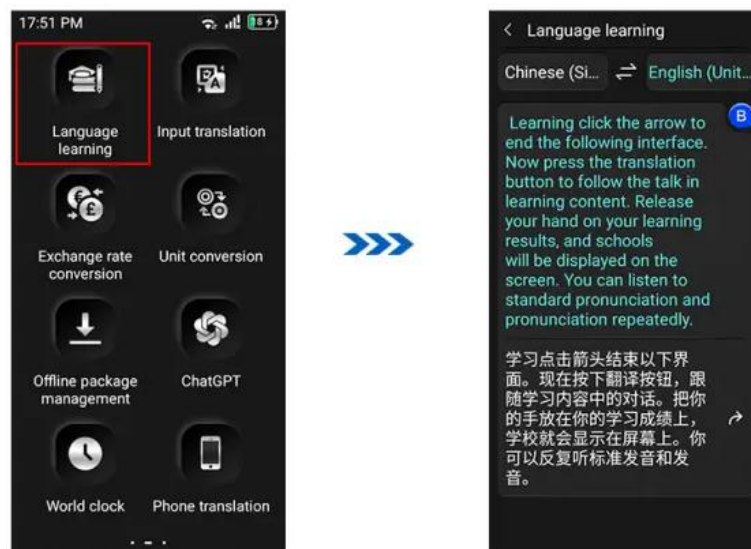 17:51 PM
18
Language
learning
Input translation
Exchange rate
conversion
Unit conversion
Offline package
management
ChatGPT
World clock
Phone translation
< Language learning
Chinese (Si... ⇌ English (Unit...
B
Learning click the arrow to
end the following interface.
Now press the translation
button to follow the talk in
learning content. Release
your hand on your learning
results, and schools
will be displayed on the
screen. You can listen to
standard pronunciation and
pronunciation repeatedly.
学习点击箭头结束以下界
面。现在按下翻译按钮，跟
随学习内容中的对话。把你
的手放在你的学习成绩上，
学校就会显示在屏幕上。你
可以反复听标准发音和发
音。